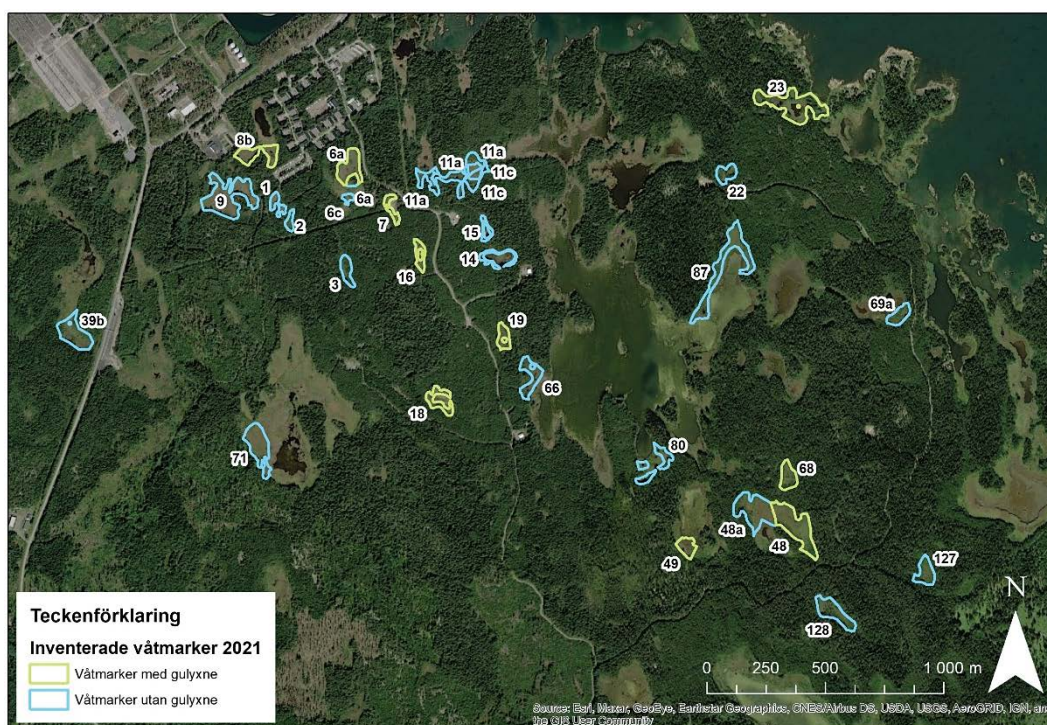 23
8b
6a
11a
11a
11c
22
1
9
6a
11a
11c
6c
2
7
15
14
87
16
3
69a
39b
19
66
18
80
71
68
48a
48
49
127
128
N
Teckenförklaring
Inventerade våtmarker 2021
Våtmarker med gulyxne
Våtmarker utan gulyxne
0 250 500 1 000 m
Source: Esri, Maxar, GeoEye, Earthstar Geographics, CNES/Airbus DS, USDA, USGS, AeroGRID, IGN, and
the GIS User Community